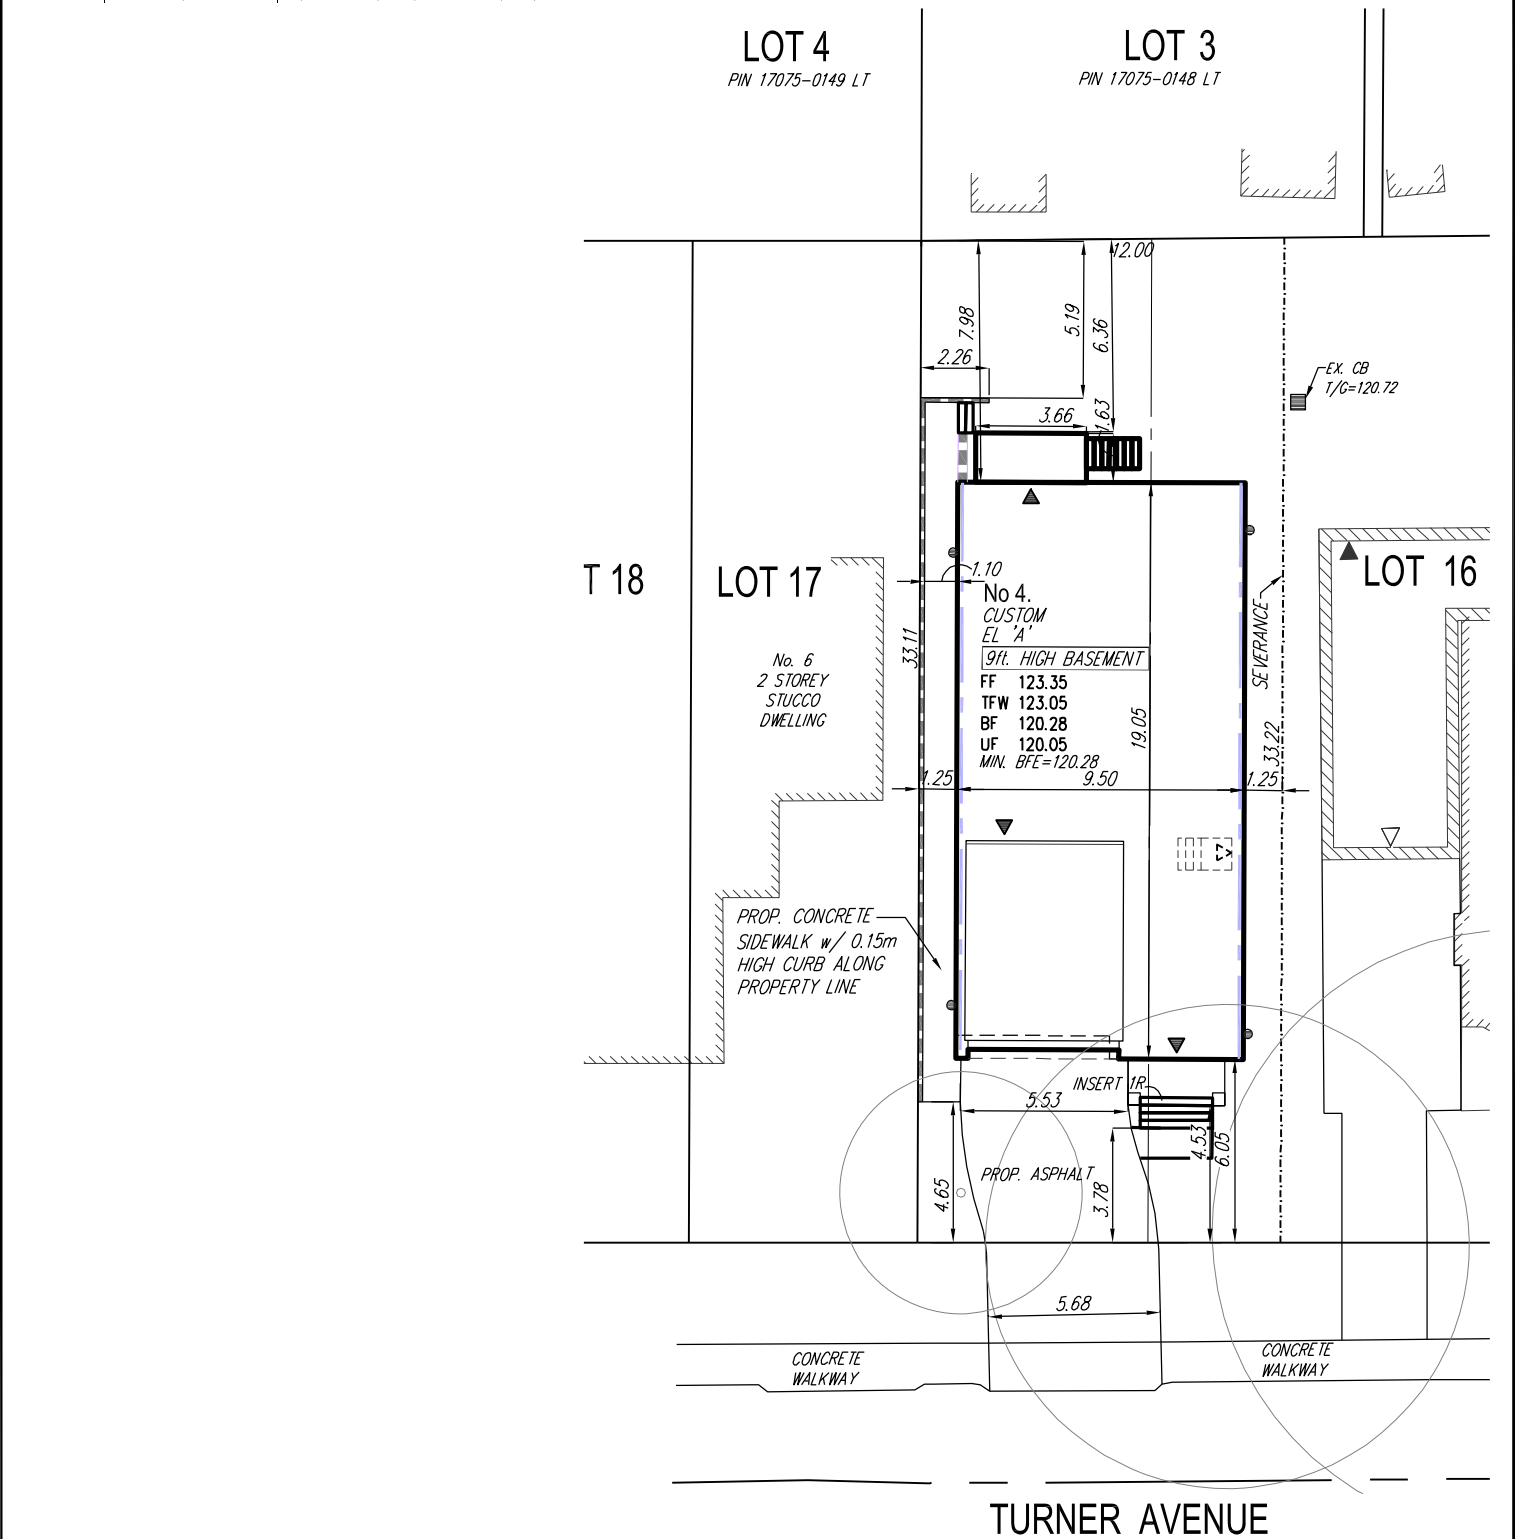 LOT 4
PIN 17075-0149 LT
LOT 3
PIN 17075-0148 LT
12.00
7.98
5.19
6.36
2.26
EX. CB
T/G=120.72
3.66
1.63
T 18
LOT 17
LOT 16
1.10
No 4.
CUSTOM
EL 'A'
9ft. HIGH BASEMENT
FF 123.35
TFW 123.05
BF 120.28
UF 120.05
MIN. BFE=120.28
33.11
No. 6
2 STOREY
STUCCO
DWELLING
19.05
SEVERANCE
33.22
1.25
9.50
1.25
PROP. CONCRETE
SIDEWALK w/ 0.15m
HIGH CURB ALONG
PROPERTY LINE
INSERT 1R
5.53
4.53
6.05
PROP. ASPHALT
4.65
3.78
5.68
CONCRETE
WALKWAY
CONCRETE
WALKWAY
TURNER AVENUE